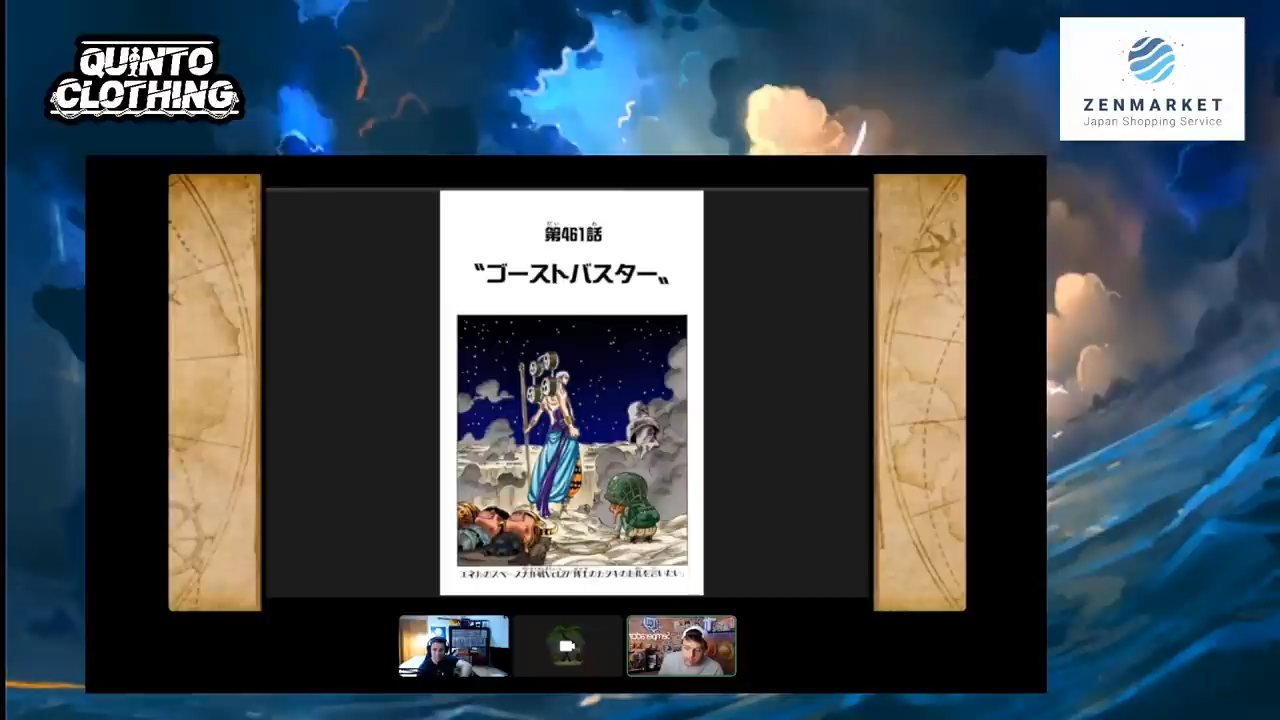 QUINTO
CLOTHING
ZENMARKET
Japan Shopping Service
第461話
〝ゴーストバスター〟